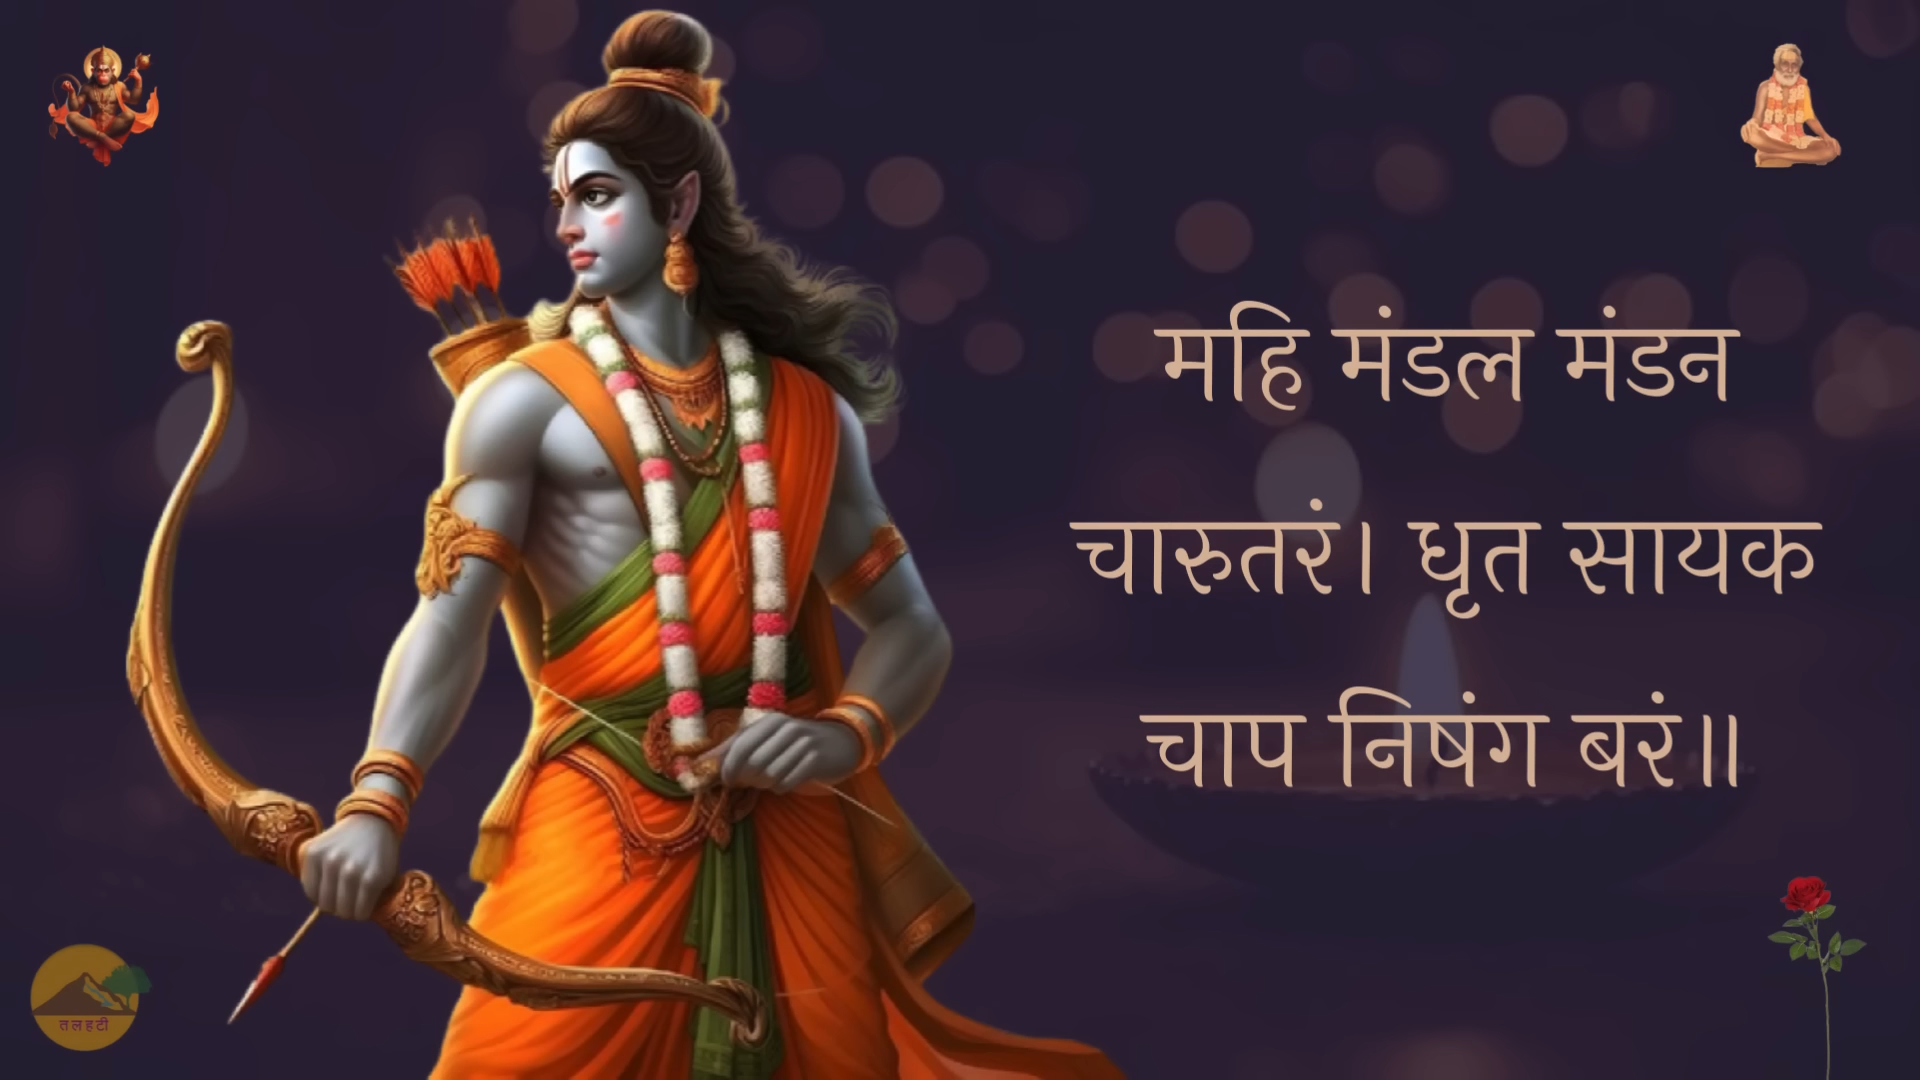 महि मंडल मंडन
चारुतरं। धृत सायक
चाप निषंग बरं॥
तलहटी